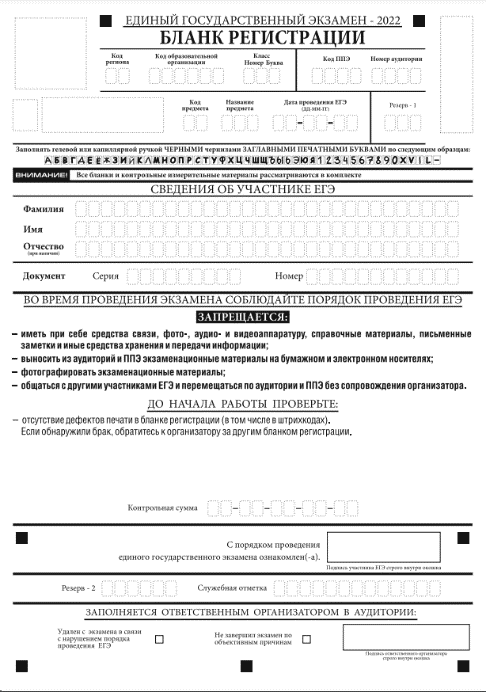 ЕДИНЫЙ ГОСУДАРСТВЕННЫЙ ЭКЗАМЕН - 2022
БЛАНК РЕГИСТРАЦИИ
Код региона
Код образовательной организации
Класс Номер Буква
Код ППЭ
Номер аудитории
Код предмета
Название предмета
Дата проведения ЕГЭ (ДД-ММ-ГГ)
Резерв - 1
Заполнять гелевой или капиллярной ручкой ЧЕРНЫМИ чернилами ЗАГЛАВНЫМИ ПЕЧАТНЫМИ БУКВАМИ по следующим образцам:
АБВГДЕЁЖЗИЙКЛМНОПРСТУФХЦЧШЩЪЫЬЭЮЯ1234567890XVIL-
ВНИМАНИЕ! Все бланки и контрольные измерительные материалы рассматриваются в комплекте
СВЕДЕНИЯ ОБ УЧАСТНИКЕ ЕГЭ
Фамилия
Имя
Отчество
(при наличии)
Документ Серия Номер
ВО ВРЕМЯ ПРОВЕДЕНИЯ ЭКЗАМЕНА СОБЛЮДАЙТЕ ПОРЯДОК ПРОВЕДЕНИЯ ЕГЭ
ЗАПРЕЩАЕТСЯ:
– иметь при себе средства связи, фото-, аудио- и видеоаппаратуру, справочные материалы, письменные
заметки и иные средства хранения и передачи информации;
– выносить из аудиторий и ППЭ экзаменационные материалы на бумажном и электронном носителях;
– фотографировать экзаменационные материалы;
– общаться с другими участниками ЕГЭ и перемещаться по аудитории и ППЭ без сопровождения организатора.
ДО НАЧАЛА РАБОТЫ ПРОВЕРЬТЕ:
– отсутствие дефектов печати в бланке регистрации (в том числе в штрихкодах).
Если обнаружили брак, обратитесь к организатору за другим бланком регистрации.
Контрольная сумма
С порядком проведения
единого государственного экзамена ознакомлен(-а).
Подпись участника ЕГЭ строго внутри окошка
Резерв - 2 Служебная отметка
ЗАПОЛНЯЕТСЯ ОТВЕТСТВЕННЫМ ОРГАНИЗАТОРОМ В АУДИТОРИИ:
Удален с экзамена в связи
с нарушением порядка
проведения ЕГЭ
Не завершил экзамен по
объективным причинам
Подпись ответственного организатора
строго внутри окошка